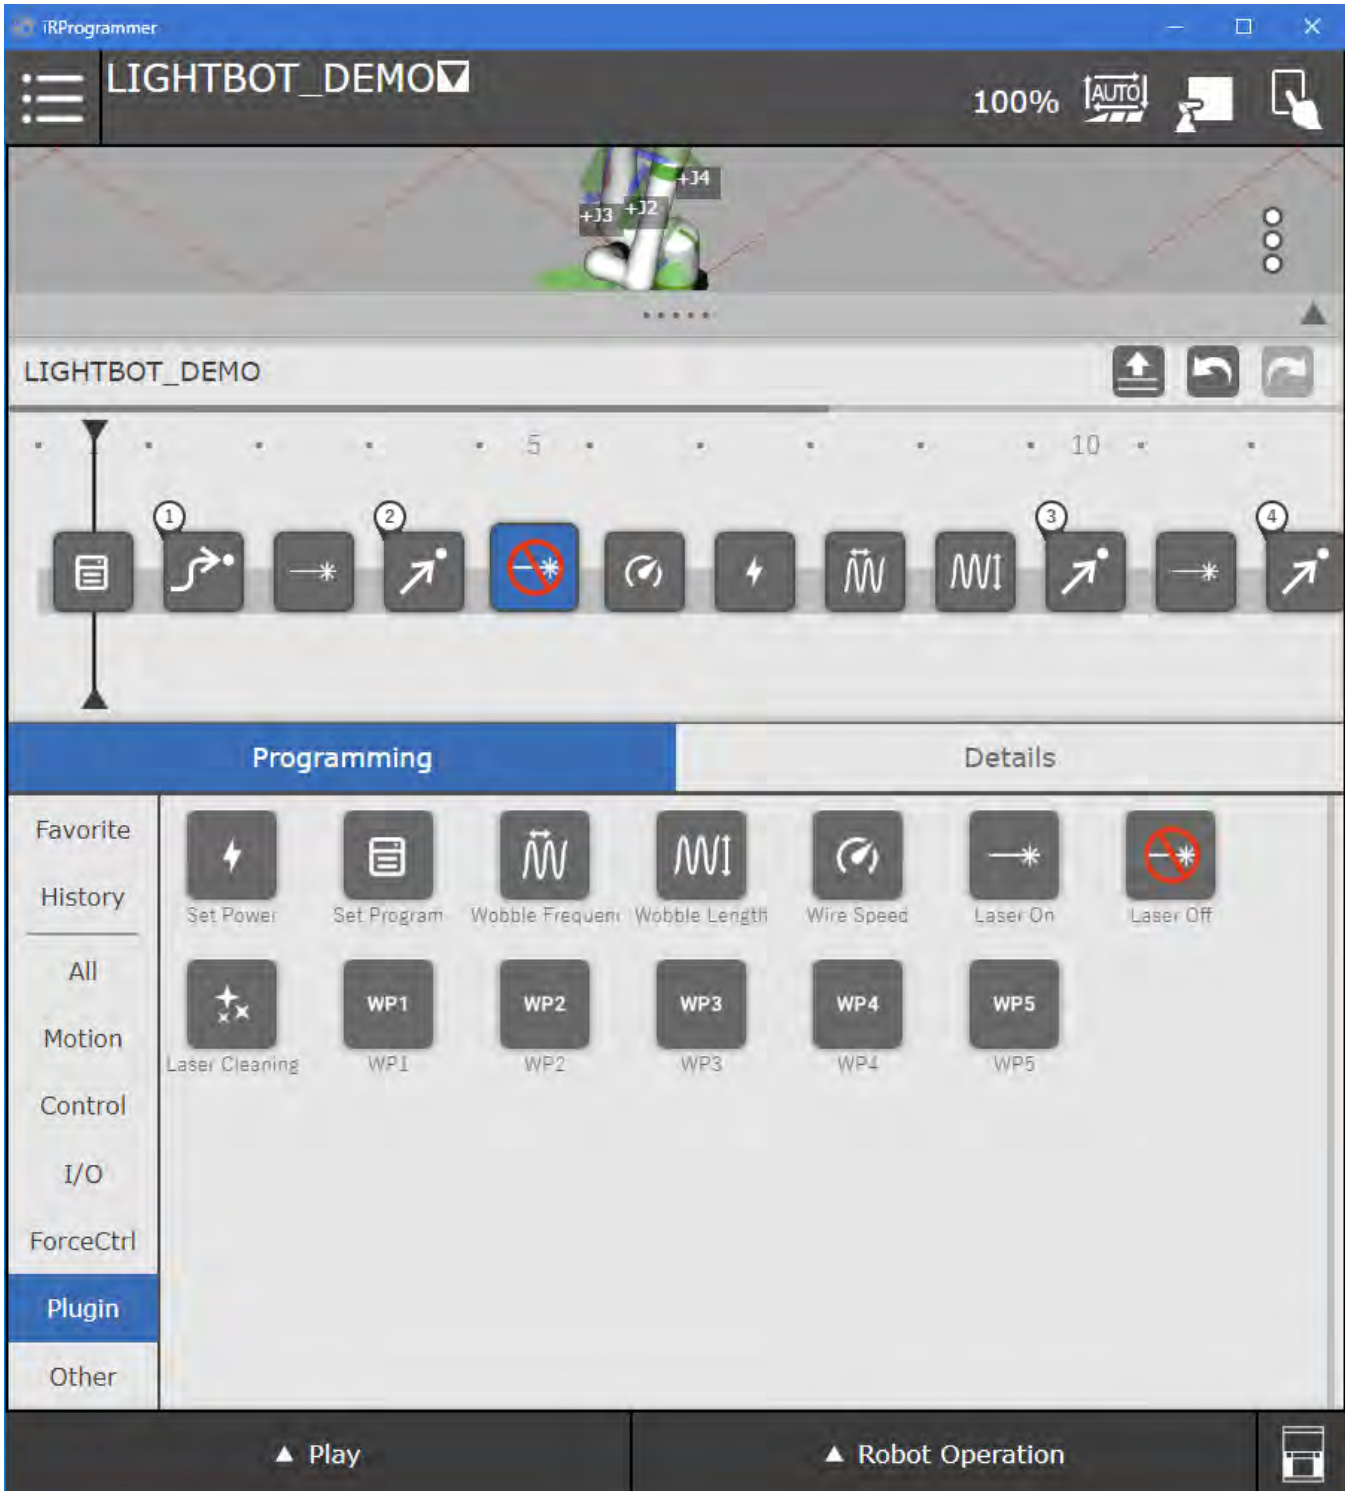 iRProgrammer
LIGHTBOT_DEMO
100%
AUTO
+J4
+J3 +J2
LIGHTBOT_DEMO
5 10
1 2 3 4
Programming Details
Favorite
History
All
Motion
Control
I/O
ForceCtrl
Plugin
Other
Set Power Set Program Wobble Frequenc Wobble Length Wire Speed Laser On Laser Off
WP1 WP2 WP3 WP4 WP5
Laser Cleaning WP1 WP2 WP3 WP4 WP5
▲ Play ▲ Robot Operation